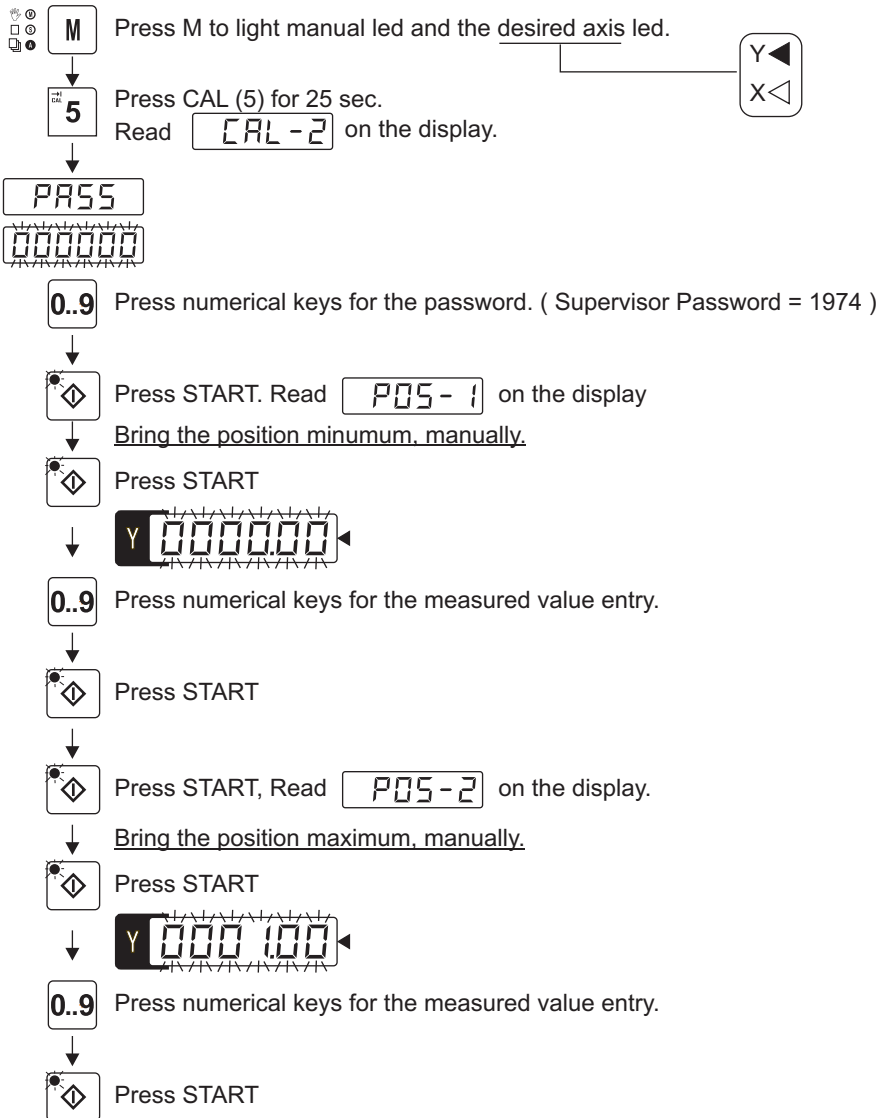 M Press M to light manual led and the desired axis led.
Y
X
CAL
5
Press CAL (5) for 25 sec.
Read CAL-2 on the display.
PASS
000000
0..9 Press numerical keys for the password. ( Supervisor Password = 1974 )
Press START. Read POS-1 on the display
Bring the position minumum, manually.
Press START
Y 0000.00
0..9 Press numerical keys for the measured value entry.
Press START
Press START, Read POS-2 on the display.
Bring the position maximum, manually.
Press START
Y 0001.00
0..9 Press numerical keys for the measured value entry.
Press START